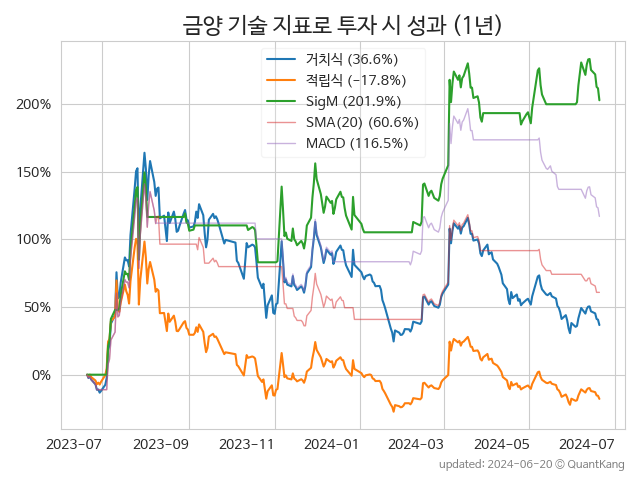 금양 기술 지표로 투자 시 성과 (1년)
거치식 (36.6%)
적립식 (-17.8%)
SigM (201.9%)
SMA(20) (60.6%)
MACD (116.5%)
200%
150%
100%
50%
0%
2023-07 2023-09 2023-11 2024-01 2024-03 2024-05 2024-07
updated: 2024-06-20 © QuantKang